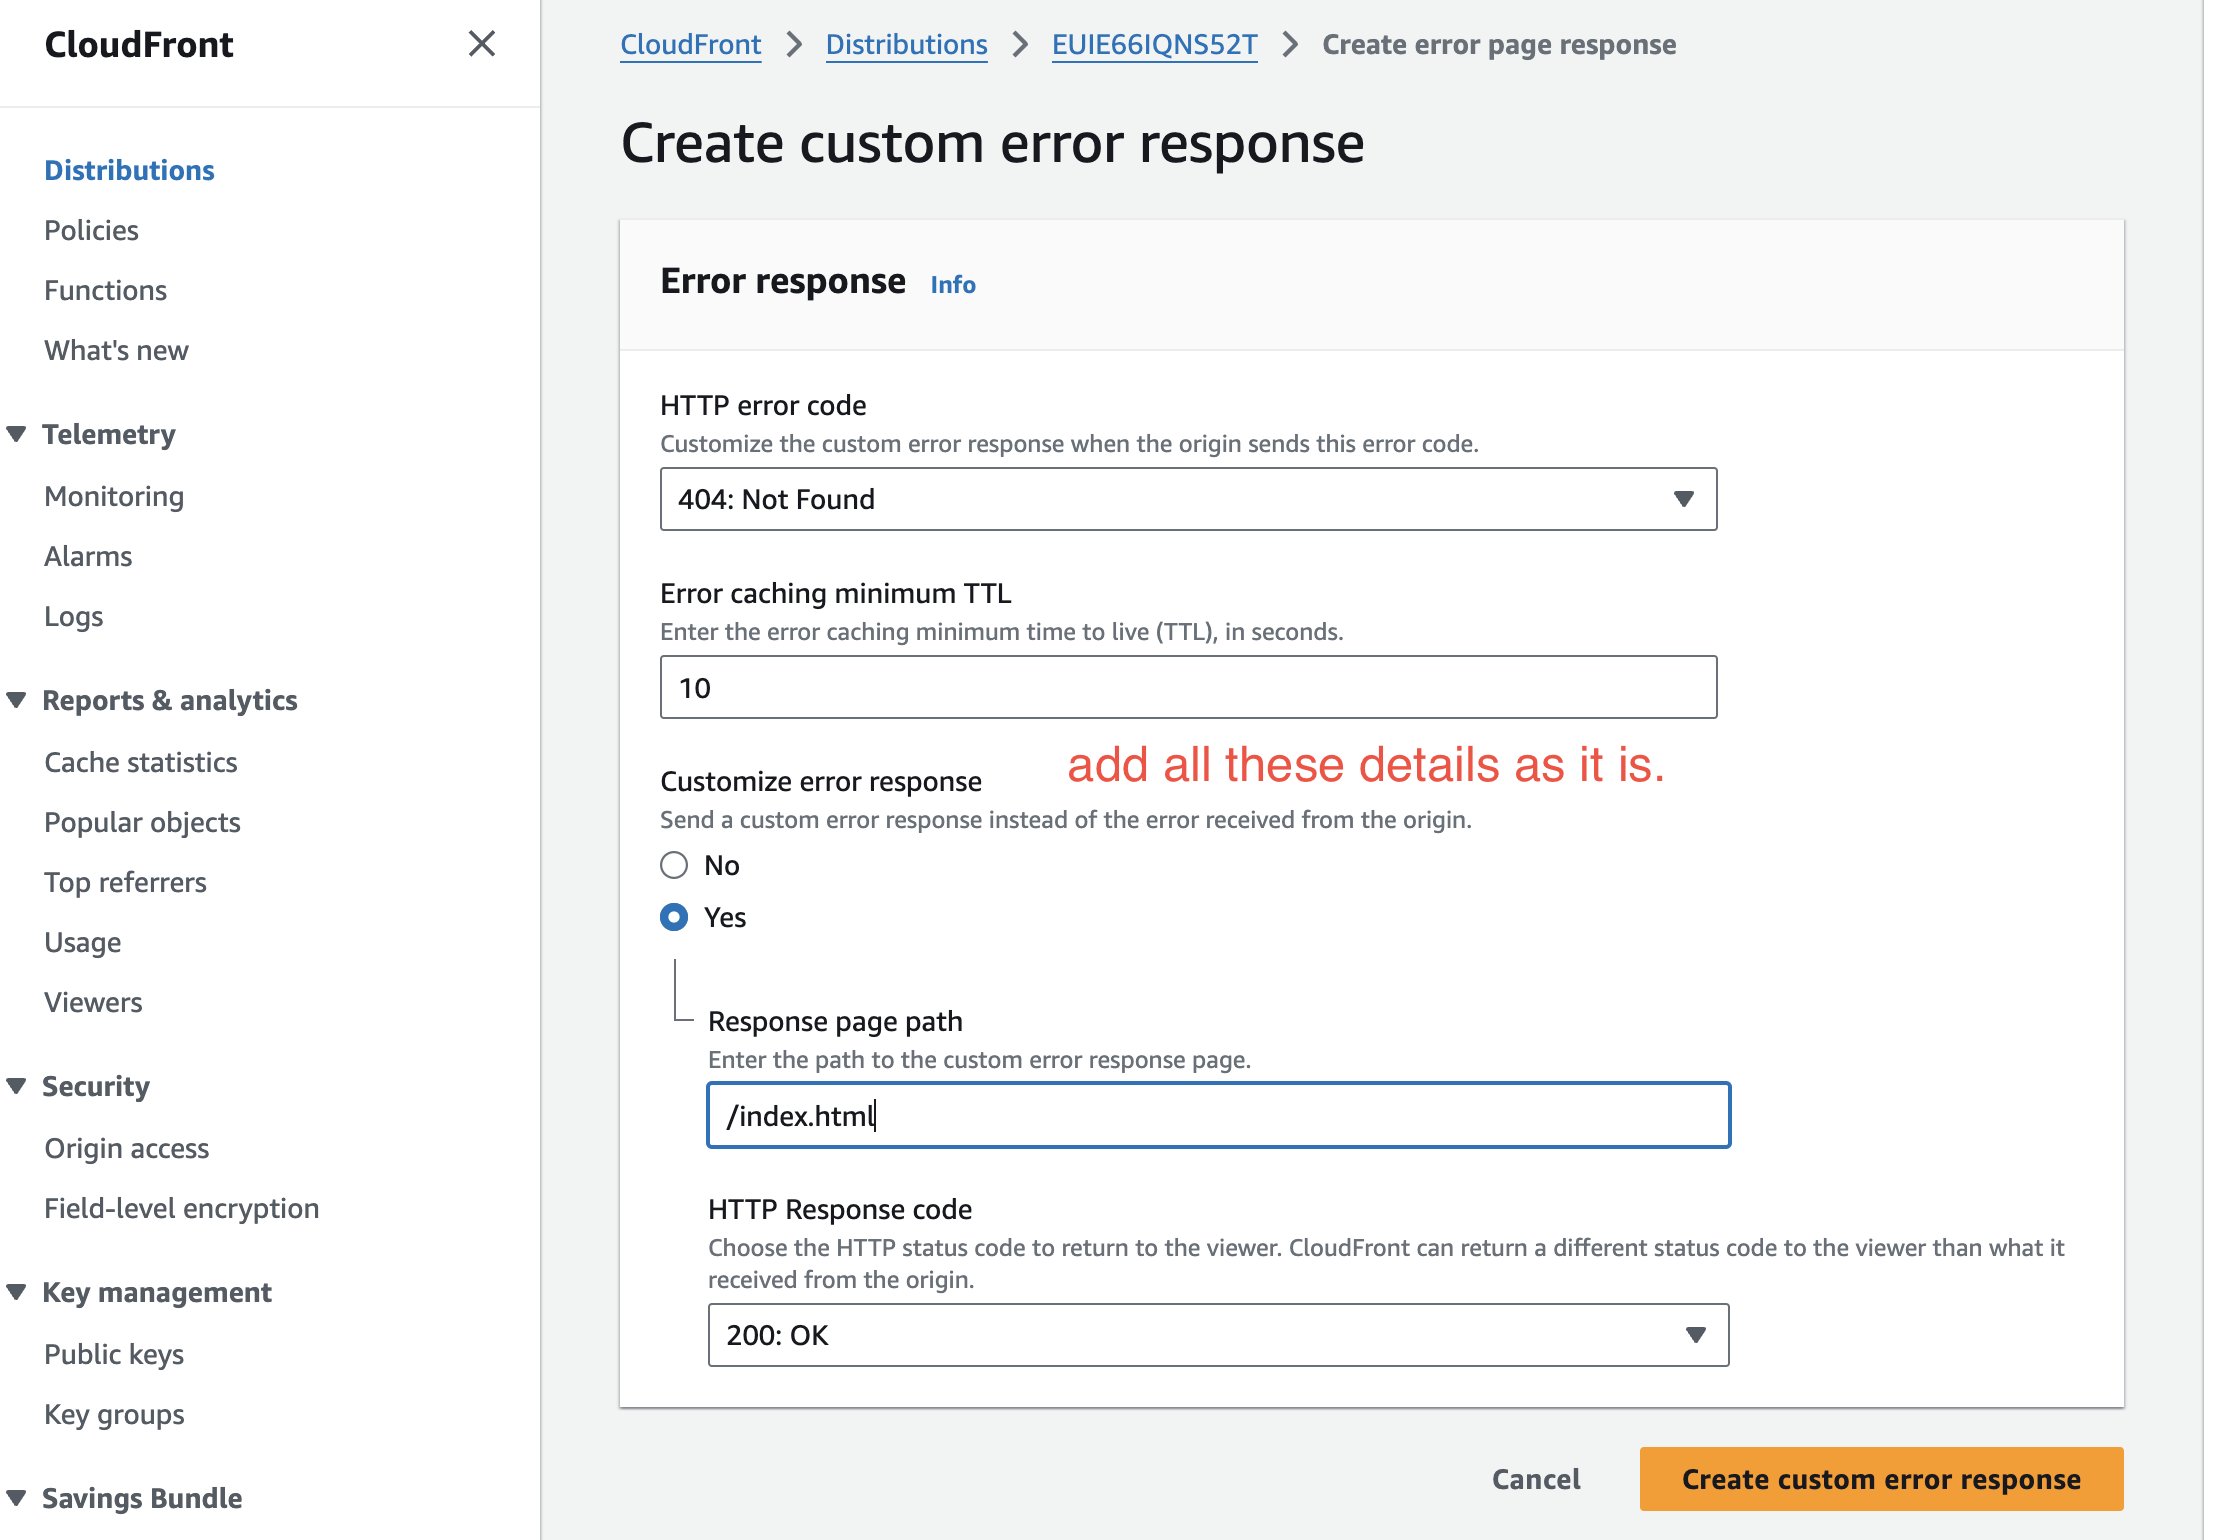 CloudFront
Distributions
Policies
Functions
What's new
Telemetry
Monitoring
Alarms
Logs
Reports & analytics
Cache statistics
Popular objects
Top referrers
Usage
Viewers
Security
Origin access
Field-level encryption
Key management
Public keys
Key groups
Savings Bundle
CloudFront > Distributions > EUIE66IQNS52T > Create error page response
Create custom error response
Error response Info
HTTP error code
Customize the custom error response when the origin sends this error code.
404: Not Found
Error caching minimum TTL
Enter the error caching minimum time to live (TTL), in seconds.
10
add all these details as it is.
Customize error response
Send a custom error response instead of the error received from the origin.
No
Yes
Response page path
Enter the path to the custom error response page.
/index.html
HTTP Response code
Choose the HTTP status code to return to the viewer. CloudFront can return a different status code to the viewer than what it
received from the origin.
200: OK
Cancel
Create custom error response